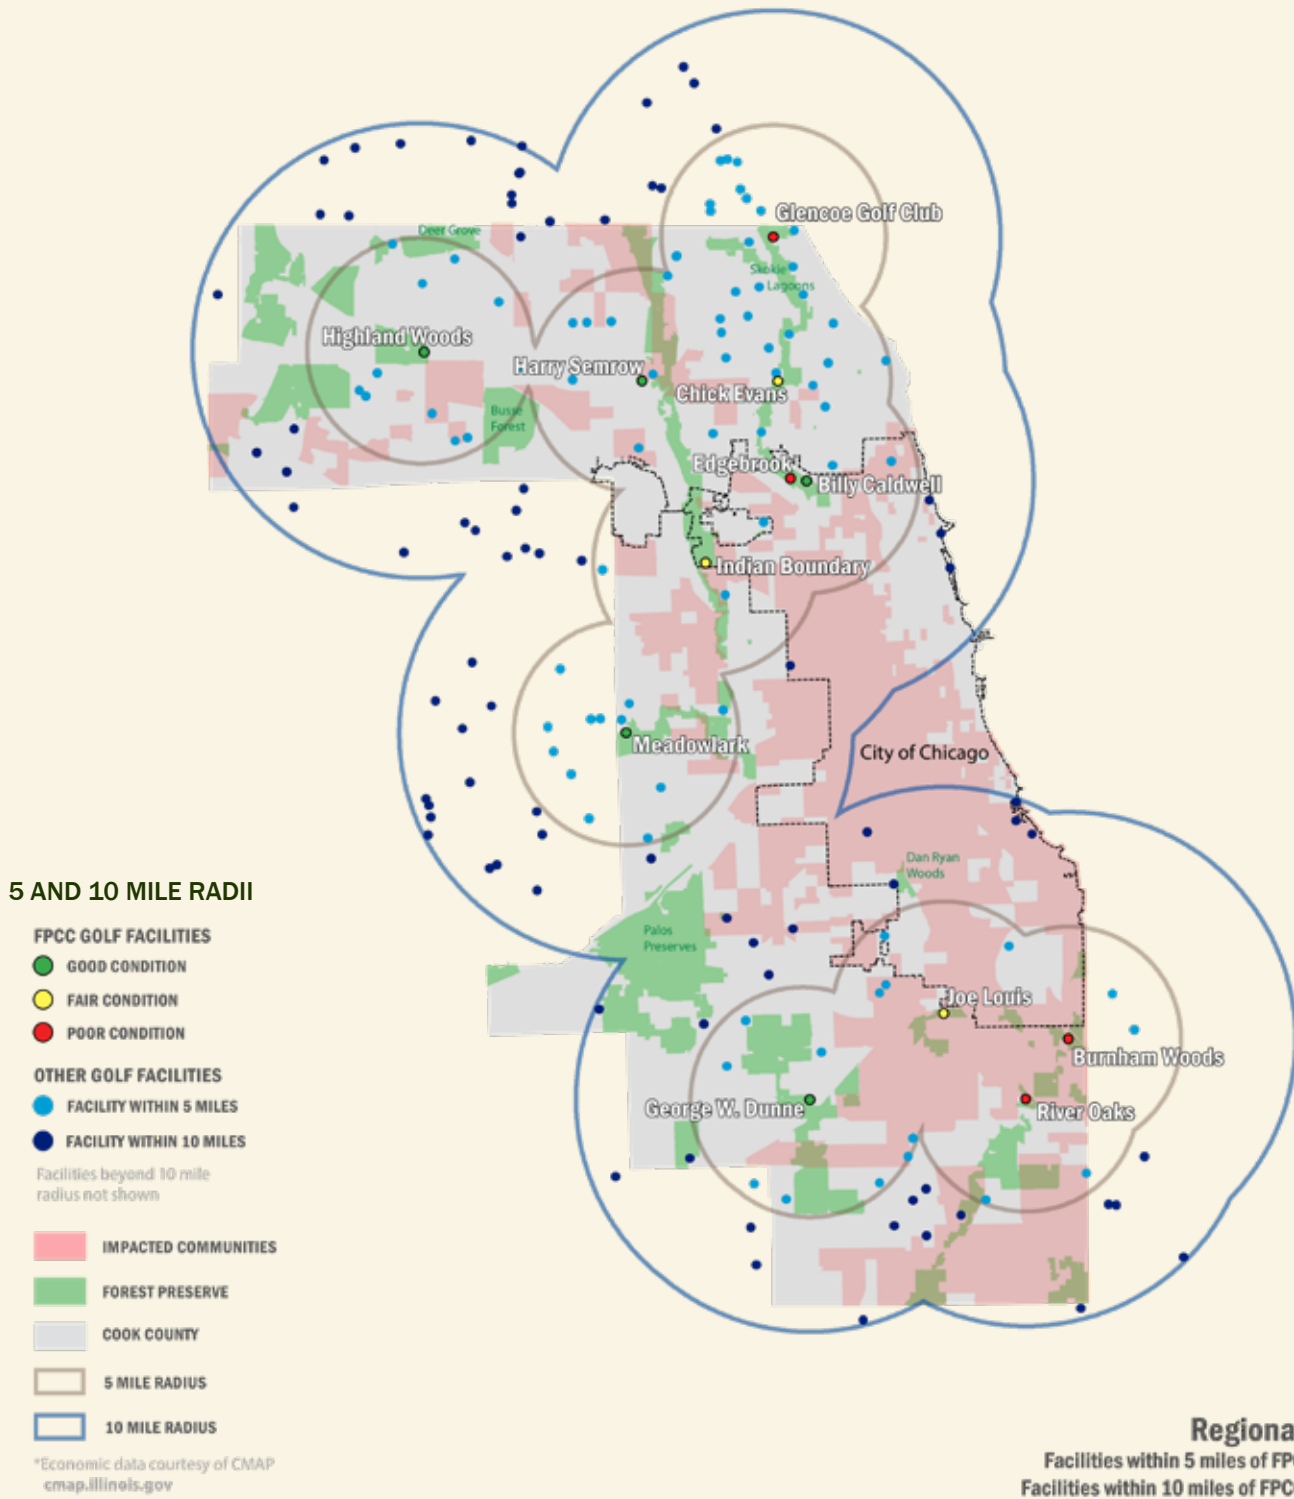 Glencoe Golf Club
Deer Grove
Skokie
Lagoons
Highland Woods
Harry Semrow
Chick Evans
Busse
Forest
Edgebrook
Billy Caldwell
Indian Boundary
Meadowlark
City of Chicago
Dan Ryan
Woods
Palos
Preserves
Joe Louis
Burnham Woods
George W. Dunne
River Oaks
5 AND 10 MILE RADII
FPCC GOLF FACILITIES
GOOD CONDITION
FAIR CONDITION
POOR CONDITION
OTHER GOLF FACILITIES
FACILITY WITHIN 5 MILES
FACILITY WITHIN 10 MILES
Facilities beyond 10 mile
radius not shown
IMPACTED COMMUNITIES
FOREST PRESERVE
COOK COUNTY
5 MILE RADIUS
10 MILE RADIUS
*Economic data courtesy of CMAP
cmap.illinois.gov
Regiona
Facilities within 5 miles of FP
Facilities within 10 miles of FPC